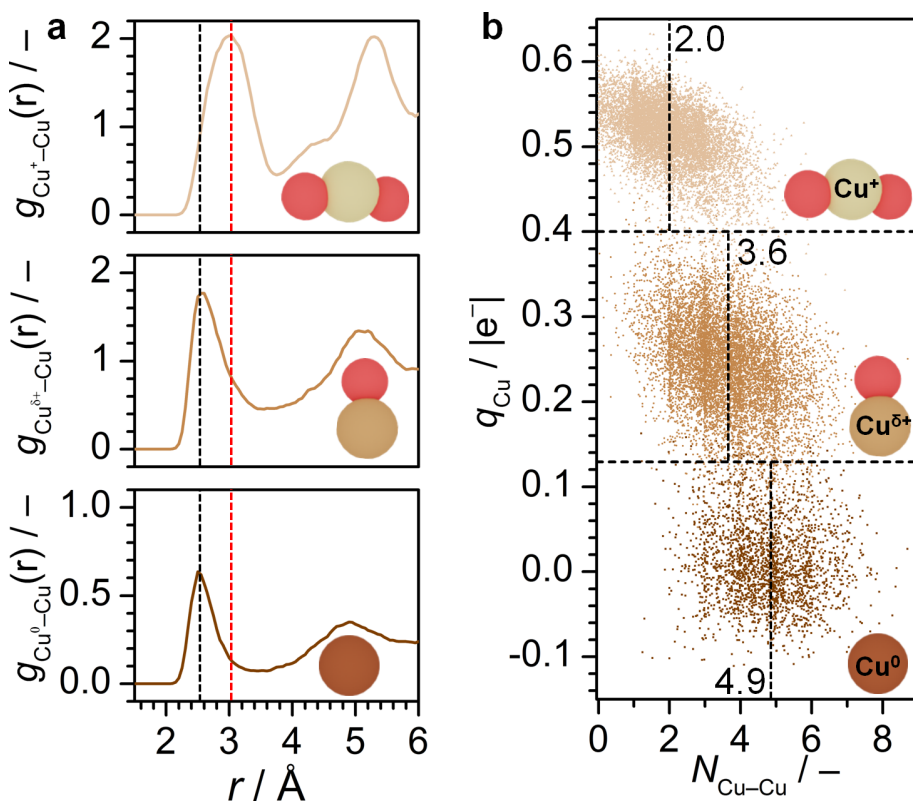 a
g_Cu⁺–Cu(r) / –
2
1
0
g_Cu^δ+–Cu(r) / –
2
1
0
g_Cu⁰–Cu(r) / –
1.0
0.5
0.0
2 3 4 5 6
r / Å
b
q_Cu / |e⁻|
0.6
0.5
0.4
2.0
Cu⁺
0.3
0.2
3.6
Cu^δ+
0.1
0.0
-0.1
4.9
Cu⁰
0 2 4 6 8
N_Cu–Cu / –